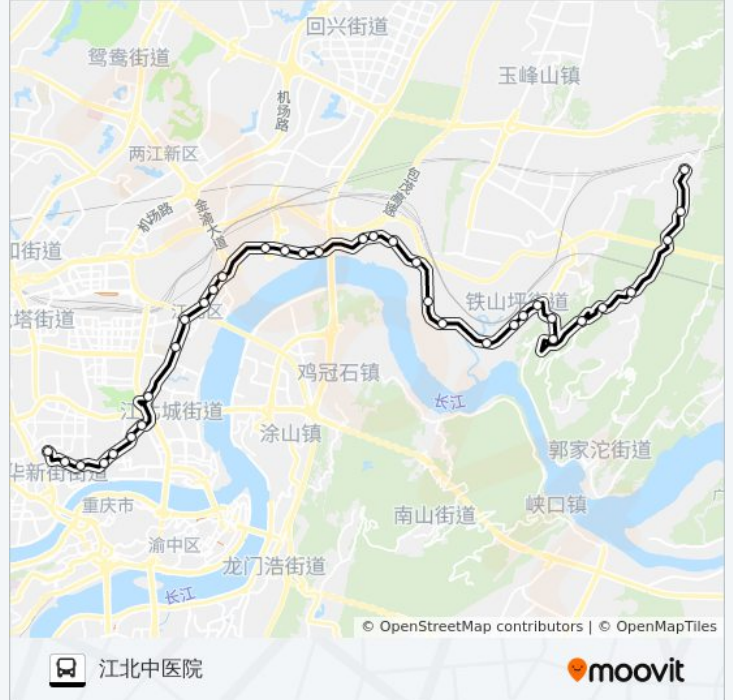 回兴街道
鸳鸯街道
玉峰山镇
机场路
两江新区
包茂高速
机场路
金渝大道
和街道
铁山坪街道
塔街道
鸡冠石镇
长江
江北城街道
涂山镇
郭家沱街道
华新街街道
重庆市
峡口镇
南山街道
渝中区
龙门浩街道
长江
© OpenStreetMap contributors | © OpenMapTiles
江北中医院
moovit